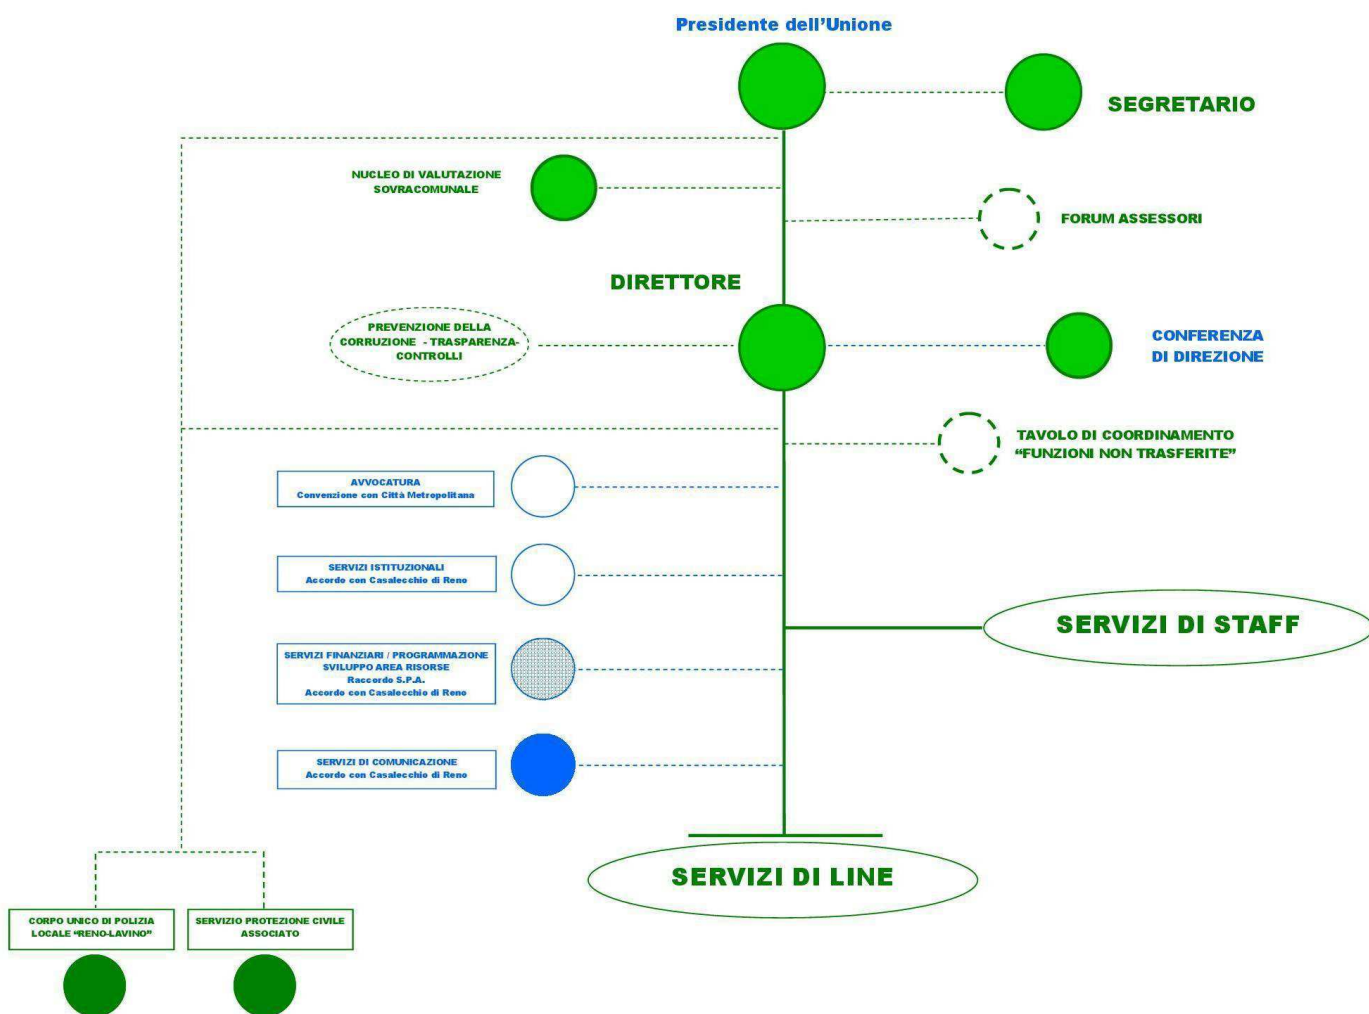 Presidente dell'Unione
SEGRETARIO
NUCLEO DI VALUTAZIONE
SOVRACOMUNALE
FORUM ASSESSORI
DIRETTORE
PREVENZIONE DELLA
CORRUZIONE - TRASPARENZA-
CONTROLLI
CONFERENZA
DI DIREZIONE
TAVOLO DI COORDINAMENTO
“FUNZIONI NON TRASFERITE”
AVVOCATURA
Convenzione con Città Metropolitana
SERVIZI ISTITUZIONALI
Accordo con Casalecchio di Reno
SERVIZI DI STAFF
SERVIZI FINANZIARI / PROGRAMMAZIONE
SVILUPPO AREA RISORSE
Raccordo S.P.A.
Accordo con Casalecchio di Reno
SERVIZI DI COMUNICAZIONE
Accordo con Casalecchio di Reno
SERVIZI DI LINE
CORPO UNICO DI POLIZIA
LOCALE “RENO-LAVINO”
SERVIZIO PROTEZIONE CIVILE
ASSOCIATO